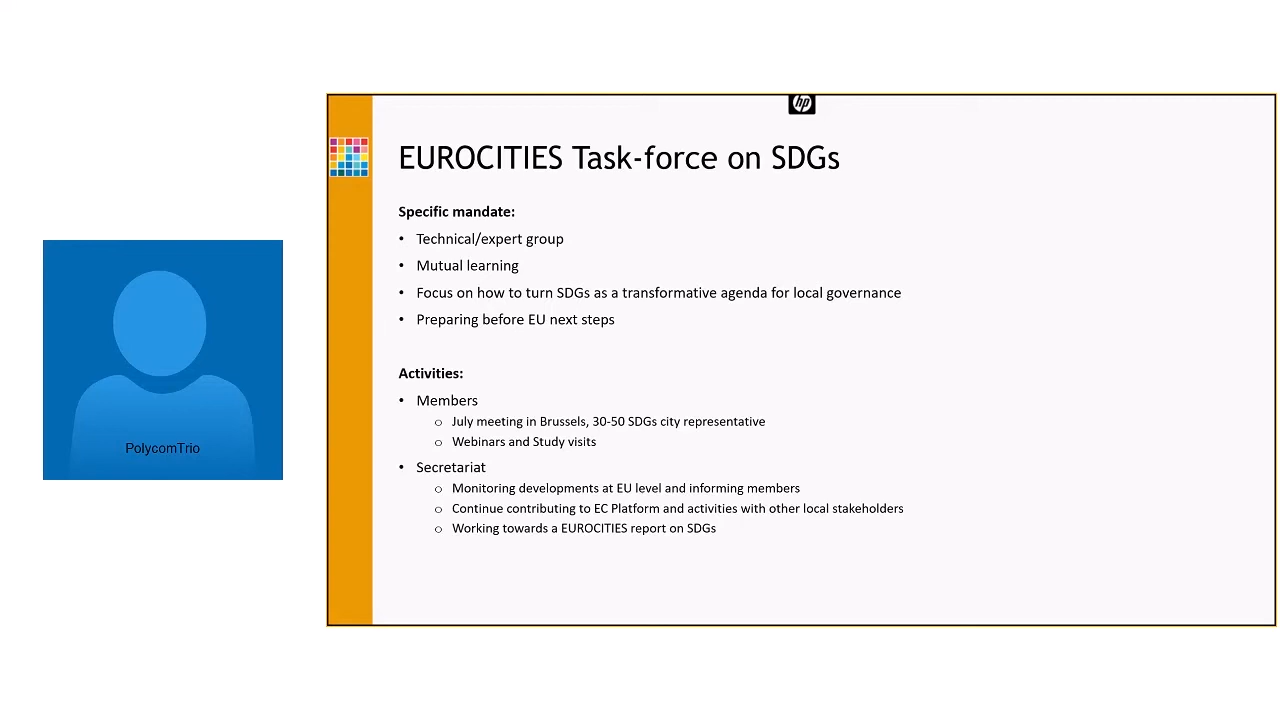 hp
EUROCITIES Task-force on SDGs
Specific mandate:
• Technical/expert group
• Mutual learning
• Focus on how to turn SDGs as a transformative agenda for local governance
• Preparing before EU next steps
Activities:
• Members
o July meeting in Brussels, 30-50 SDGs city representative
o Webinars and Study visits
• Secretariat
o Monitoring developments at EU level and informing members
o Continue contributing to EC Platform and activities with other local stakeholders
o Working towards a EUROCITIES report on SDGs
PolycomTrio